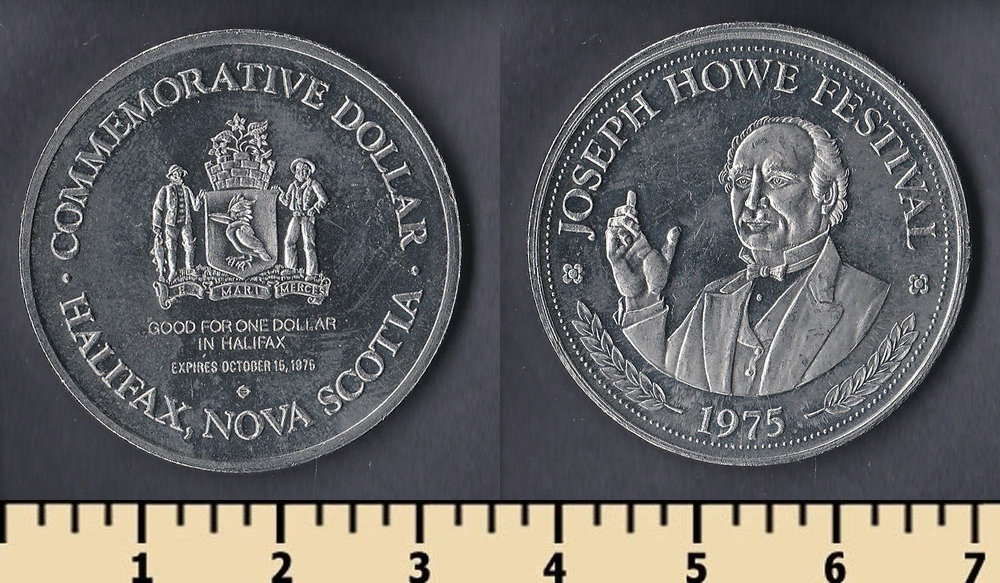 COMMEMORATIVE DOLLAR
E MARI MERCES
GOOD FOR ONE DOLLAR
IN HALIFAX
EXPIRES OCTOBER 15, 1975
· HALIFAX, NOVA SCOTIA ·
JOSEPH HOWE FESTIVAL
1975
1 2 3 4 5 6 7